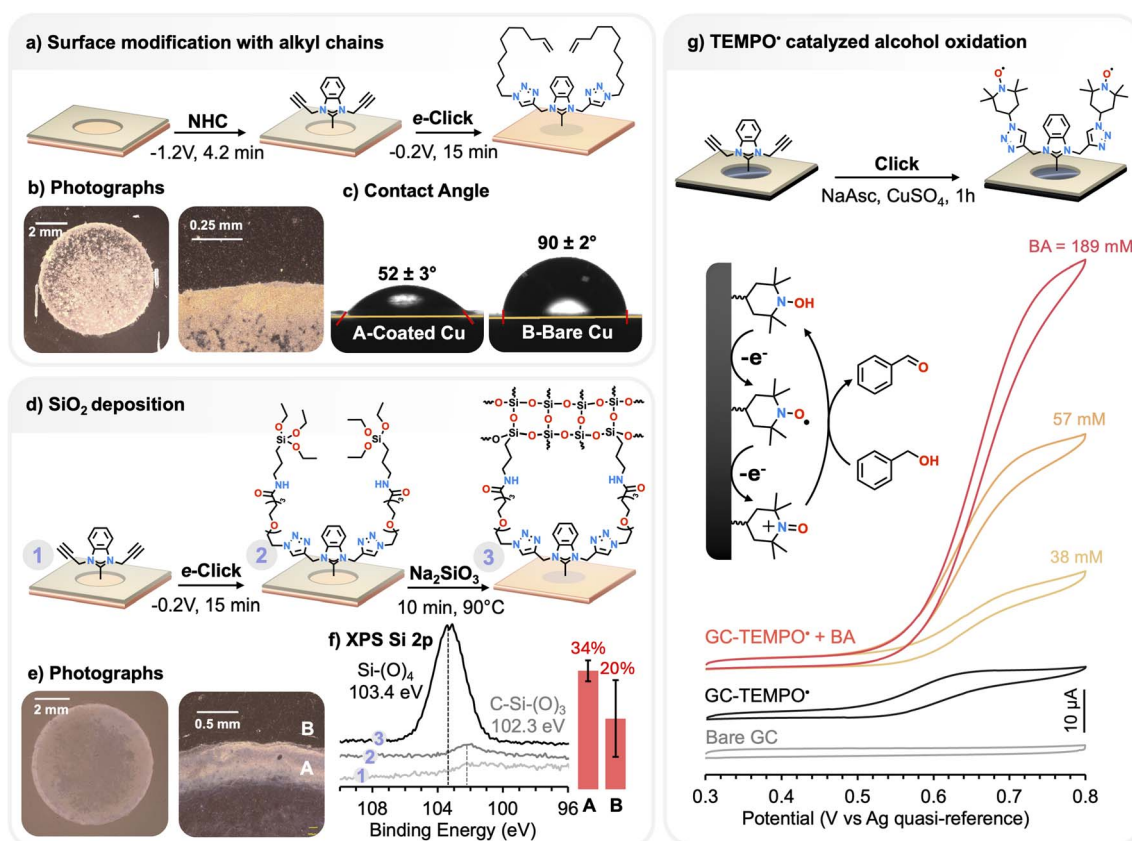 a) Surface modification with alkyl chains
NHC
-1.2V, 4.2 min
e-Click
-0.2V, 15 min
N N N N N N N N
b) Photographs
2 mm
0.25 mm
c) Contact Angle
52 ± 3°
A-Coated Cu
90 ± 2°
B-Bare Cu
d) SiO₂ deposition
1
e-Click
-0.2V, 15 min
2
Na₂SiO₃
10 min, 90°C
3
e) Photographs
2 mm
0.5 mm
B
A
f) XPS Si 2p
Si-(O)₄
103.4 eV
C-Si-(O)₃
102.3 eV
3
2
1
108 104 100 96
Binding Energy (eV)
34%
20%
A B
g) TEMPO• catalyzed alcohol oxidation
Click
NaAsc, CuSO₄, 1h
BA = 189 mM
57 mM
38 mM
N-OH
-e⁻
N-O•
-e⁻
N=O
+
O
OH
GC-TEMPO• + BA
GC-TEMPO•
Bare GC
10 µA
0.3 0.4 0.5 0.6 0.7 0.8
Potential (V vs Ag quasi-reference)